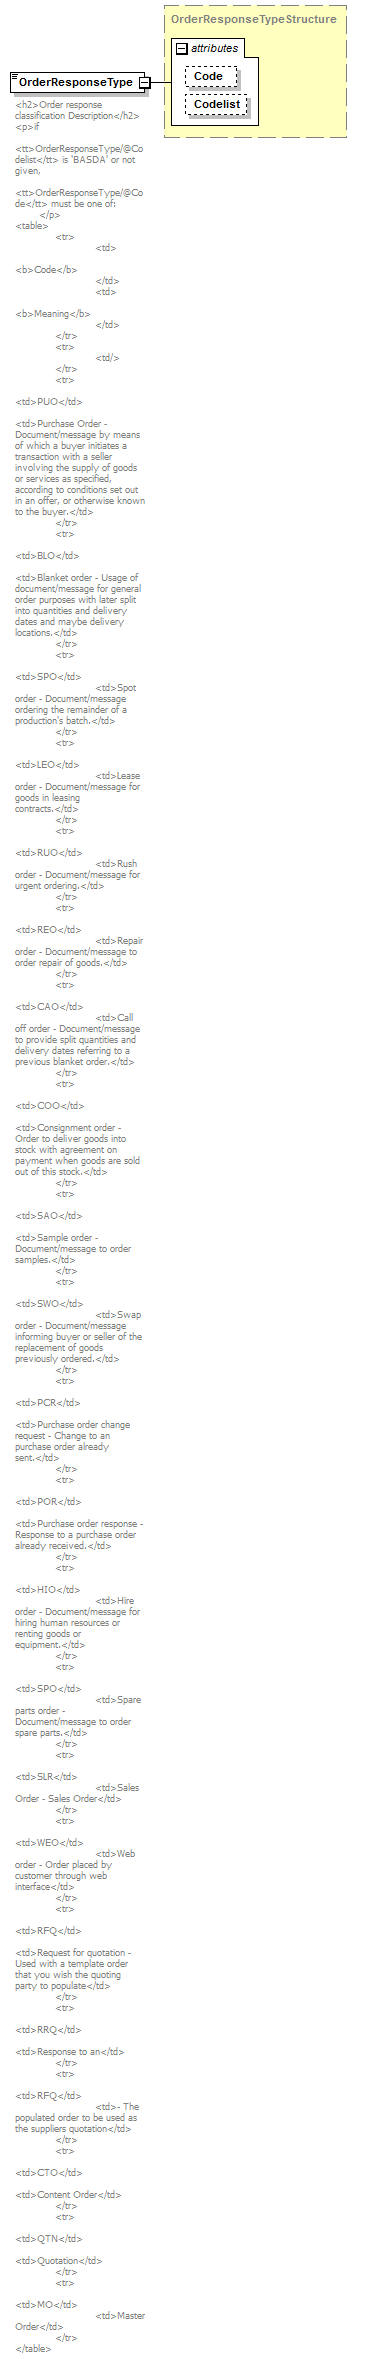 OrderResponseTypeStructure
attributes
Code
Codelist
OrderResponseType
<h2>Order response
classification Description</h2>
<p>if
<tt>OrderResponseType/@Co
delist</tt> is 'BASDA' or not
given,
<tt>OrderResponseType/@Co
de</tt> must be one of:
</p>
<table>
<tr>
<td>
<b>Code</b>
</td>
<td>
<b>Meaning</b>
</td>
</tr>
<tr>
<td/>
</tr>
<tr>
<td>PUO</td>
<td>Purchase Order -
Document/message by means
of which a buyer initiates a
transaction with a seller
involving the supply of goods
or services as specified,
according to conditions set out
in an offer, or otherwise known
to the buyer.</td>
</tr>
<tr>
<td>BLO</td>
<td>Blanket order - Usage of
document/message for general
order purposes with later split
into quantities and delivery
dates and maybe delivery
locations.</td>
</tr>
<tr>
<td>SPO</td>
<td>Spot
order - Document/message
ordering the remainder of a
production's batch.</td>
</tr>
<tr>
<td>LEO</td>
<td>Lease
order - Document/message for
goods in leasing
contracts.</td>
</tr>
<tr>
<td>RUO</td>
<td>Rush
order - Document/message for
urgent ordering.</td>
</tr>
<tr>
<td>REO</td>
<td>Repair
order - Document/message to
order repair of goods.</td>
</tr>
<tr>
<td>CAO</td>
<td>Call
off order - Document/message
to provide split quantities and
delivery dates referring to a
previous blanket order.</td>
</tr>
<tr>
<td>COO</td>
<td>Consignment order -
Order to deliver goods into
stock with agreement on
payment when goods are sold
out of this stock.</td>
</tr>
<tr>
<td>SAO</td>
<td>Sample order -
Document/message to order
samples.</td>
</tr>
<tr>
<td>SWO</td>
<td>Swap
order - Document/message
informing buyer or seller of the
replacement of goods
previously ordered.</td>
</tr>
<tr>
<td>PCR</td>
<td>Purchase order change
request - Change to an
purchase order already
sent.</td>
</tr>
<tr>
<td>POR</td>
<td>Purchase order response -
Response to a purchase order
already received.</td>
</tr>
<tr>
<td>HIO</td>
<td>Hire
order - Document/message for
hiring human resources or
renting goods or
equipment.</td>
</tr>
<tr>
<td>SPO</td>
<td>Spare
parts order -
Document/message to order
spare parts.</td>
</tr>
<tr>
<td>SLR</td>
<td>Sales
Order - Sales Order</td>
</tr>
<tr>
<td>WEO</td>
<td>Web
order - Order placed by
customer through web
interface</td>
</tr>
<tr>
<td>RFQ</td>
<td>Request for quotation -
Used with a template order
that you wish the quoting
party to populate</td>
</tr>
<tr>
<td>RRQ</td>
<td>Response to an</td>
</tr>
<tr>
<td>RFQ</td>
<td>- The
populated order to be used as
the suppliers quotation</td>
</tr>
<tr>
<td>CTO</td>
<td>Content Order</td>
</tr>
<tr>
<td>QTN</td>
<td>Quotation</td>
</tr>
<tr>
<td>MO</td>
<td>Master
Order</td>
</tr>
</table>